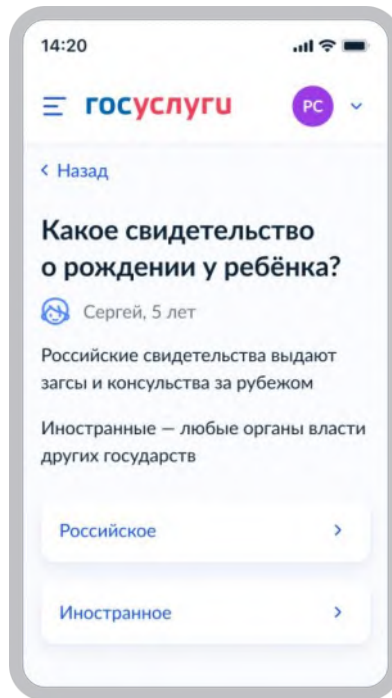 14:20
госуслуги
РС
Назад
Какое свидетельство
о рождении у ребёнка?
Сергей, 5 лет
Российские свидетельства выдают
загсы и консульства за рубежом
Иностранные — любые органы власти
других государств
Российское
Иностранное